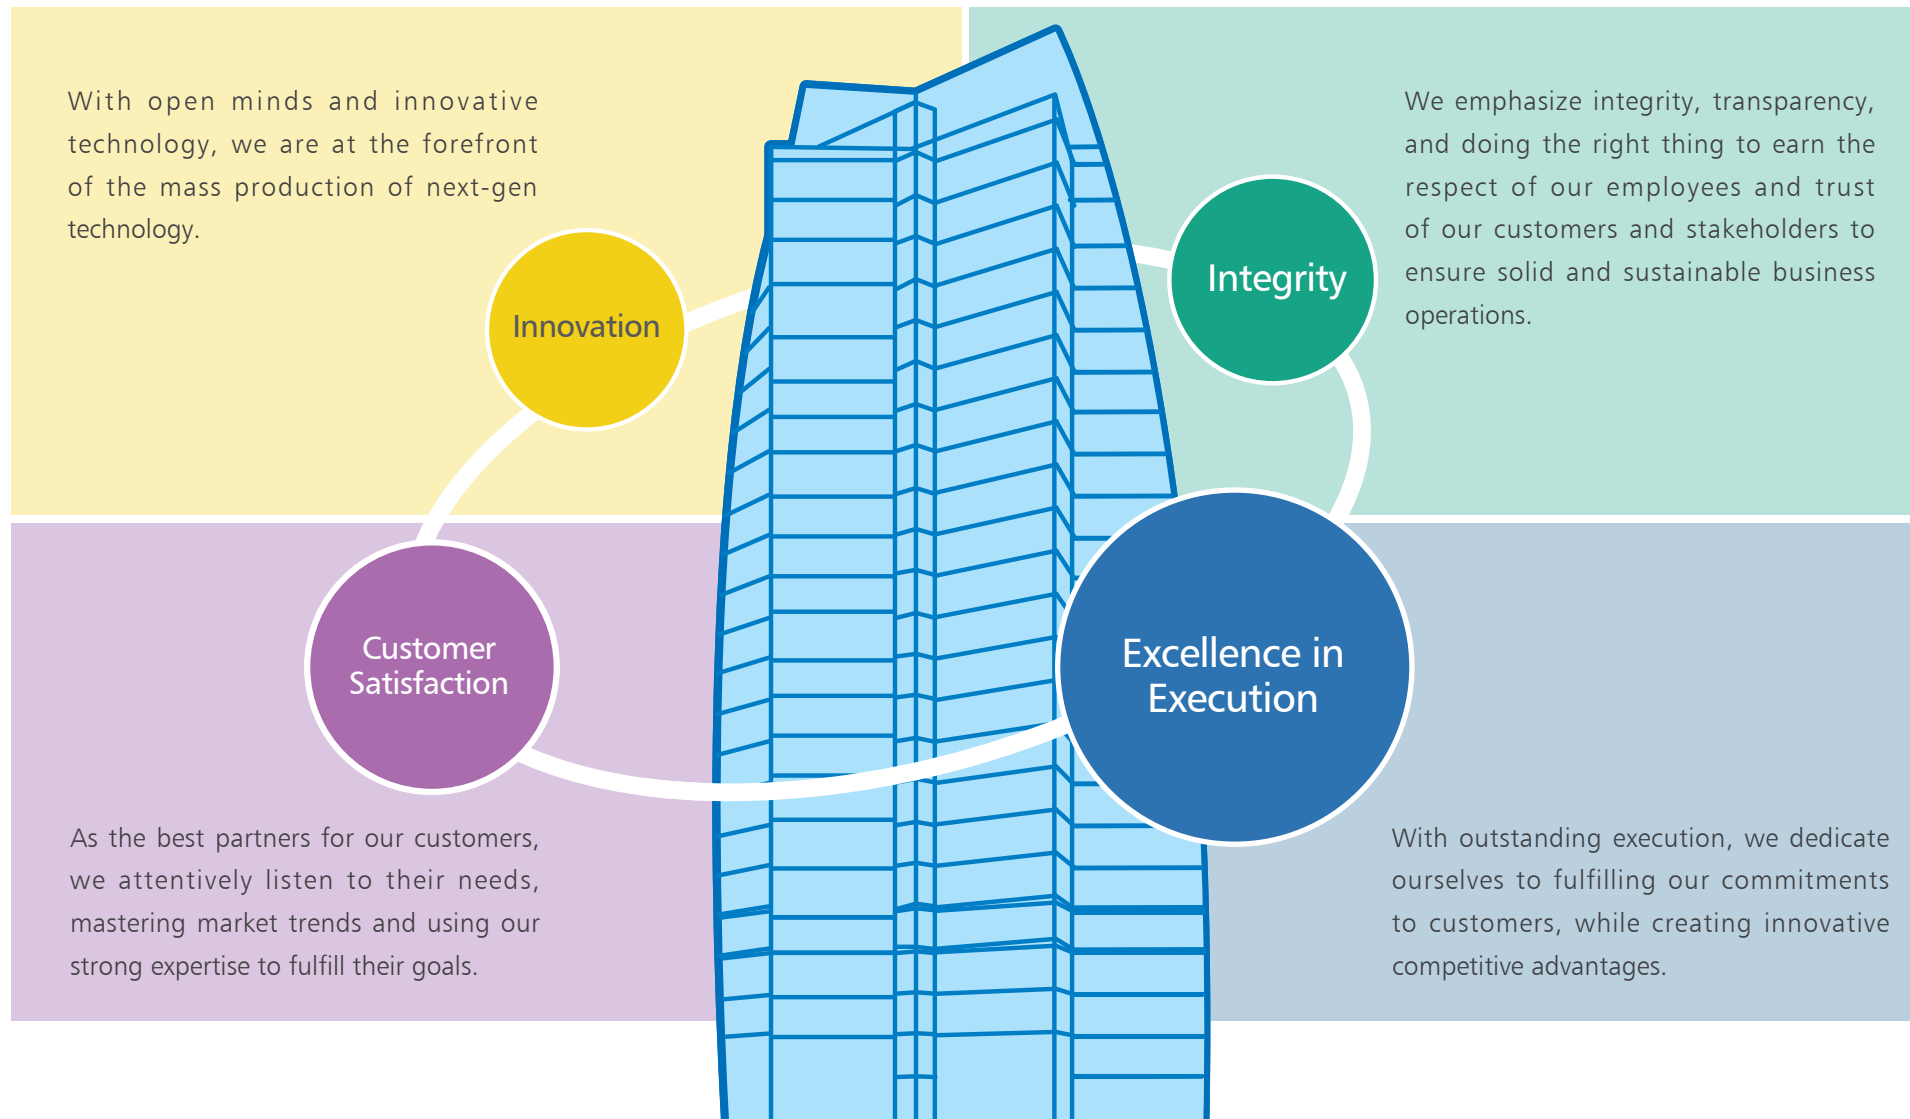 With open minds and innovative
technology, we are at the forefront
of the mass production of next-gen
technology.
Innovation
We emphasize integrity, transparency,
and doing the right thing to earn the
respect of our employees and trust
of our customers and stakeholders to
ensure solid and sustainable business
operations.
Integrity
Customer
Satisfaction
As the best partners for our customers,
we attentively listen to their needs,
mastering market trends and using our
strong expertise to fulfill their goals.
Excellence in
Execution
With outstanding execution, we dedicate
ourselves to fulfilling our commitments
to customers, while creating innovative
competitive advantages.